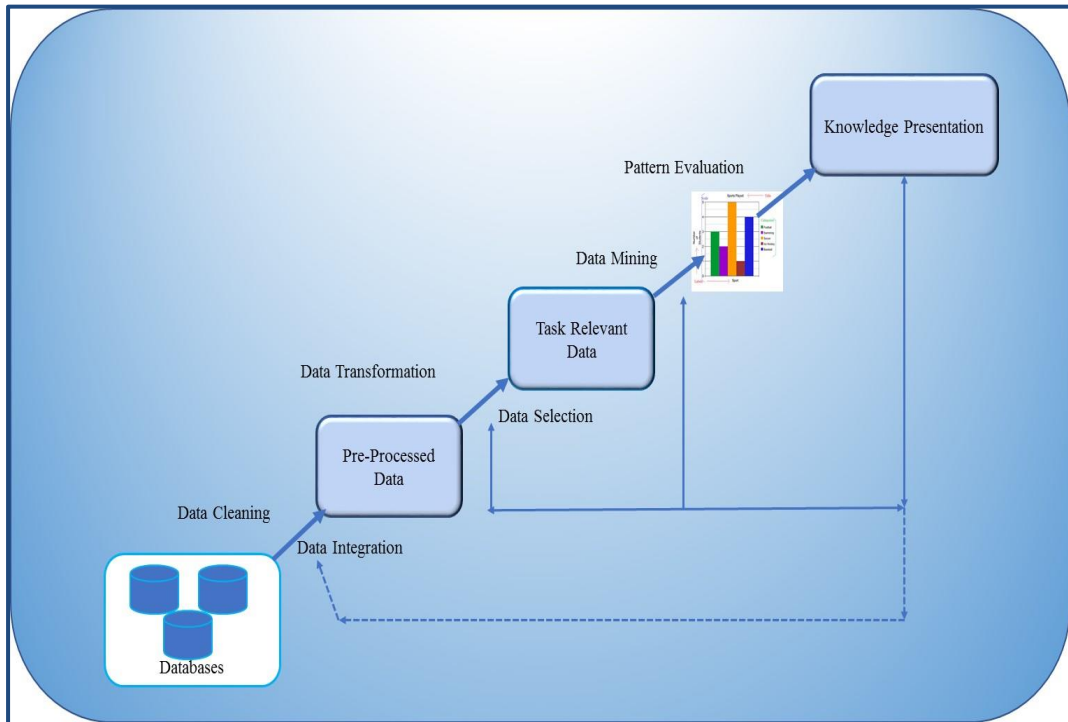 Knowledge Presentation
Pattern Evaluation
Data Mining
Task Relevant
Data
Data Transformation
Data Selection
Pre-Processed
Data
Data Cleaning
Data Integration
Databases